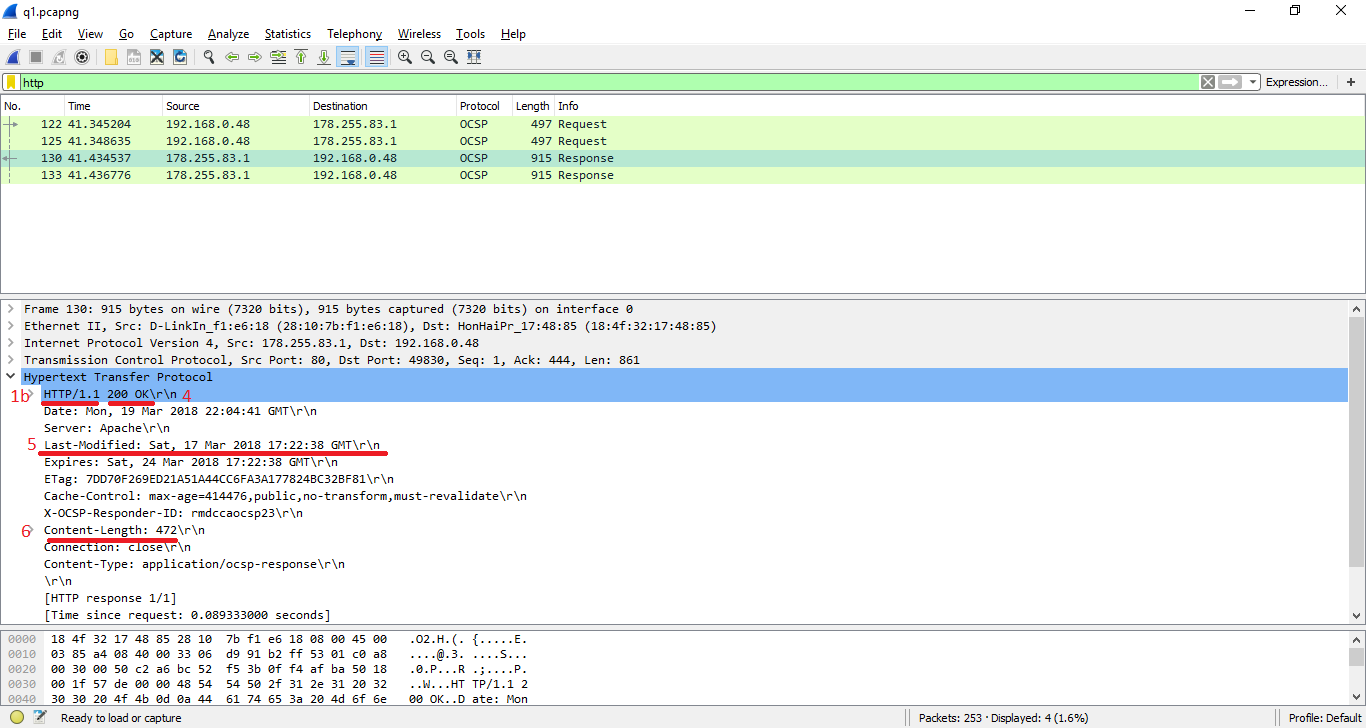 q1.pcapng
File Edit View Go Capture Analyze Statistics Telephony Wireless Tools Help
http Expression... +
No. Time Source Destination Protocol Length Info
122 41.345204 192.168.0.48 178.255.83.1 OCSP 497 Request
125 41.348635 192.168.0.48 178.255.83.1 OCSP 497 Request
130 41.434537 178.255.83.1 192.168.0.48 OCSP 915 Response
133 41.436776 178.255.83.1 192.168.0.48 OCSP 915 Response
Frame 130: 915 bytes on wire (7320 bits), 915 bytes captured (7320 bits) on interface 0
Ethernet II, Src: D-LinkIn_f1:e6:18 (28:10:7b:f1:e6:18), Dst: HonHaiPr_17:48:85 (18:4f:32:17:48:85)
Internet Protocol Version 4, Src: 178.255.83.1, Dst: 192.168.0.48
Transmission Control Protocol, Src Port: 80, Dst Port: 49830, Seq: 1, Ack: 444, Len: 861
Hypertext Transfer Protocol
1b HTTP/1.1 200 OK\r\n 4
Date: Mon, 19 Mar 2018 22:04:41 GMT\r\n
Server: Apache\r\n
5 Last-Modified: Sat, 17 Mar 2018 17:22:38 GMT\r\n
Expires: Sat, 24 Mar 2018 17:22:38 GMT\r\n
ETag: 7DD70F269ED21A51A44CC6FA3A177824BC32BF81\r\n
Cache-Control: max-age=414476,public,no-transform,must-revalidate\r\n
X-OCSP-Responder-ID: rmdccaocsp23\r\n
6 Content-Length: 472\r\n
Connection: close\r\n
Content-Type: application/ocsp-response\r\n
\r\n
[HTTP response 1/1]
[Time since request: 0.089333000 seconds]
0000 18 4f 32 17 48 85 28 10 7b f1 e6 18 08 00 45 00 .O2.H.(. {.....E.
0010 03 85 a4 08 40 00 33 06 d9 91 b2 ff 53 01 c0 a8 ....@.3. ....S...
0020 00 30 00 50 c2 a6 bc 52 f5 3b 0f f4 af ba 50 18 .0.P...R .;....P.
0030 00 1f 57 de 00 00 48 54 54 50 2f 31 2e 31 20 32 ..W...HT TP/1.1 2
0040 30 30 20 4f 4b 0d 0a 44 61 74 65 3a 20 4d 6f 6e 00 OK..D ate: Mon
Ready to load or capture Packets: 253 · Displayed: 4 (1.6%) Profile: Default